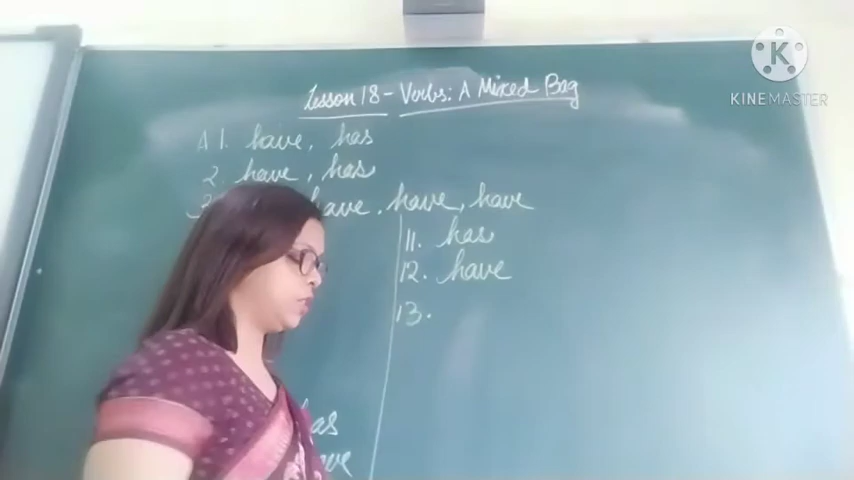 Lesson 18 - Verbs: A Mixed Bag
A 1. have, has
2. have, has
3. have, have, have
11. has
12. have
13.
has
K
KINEMASTER